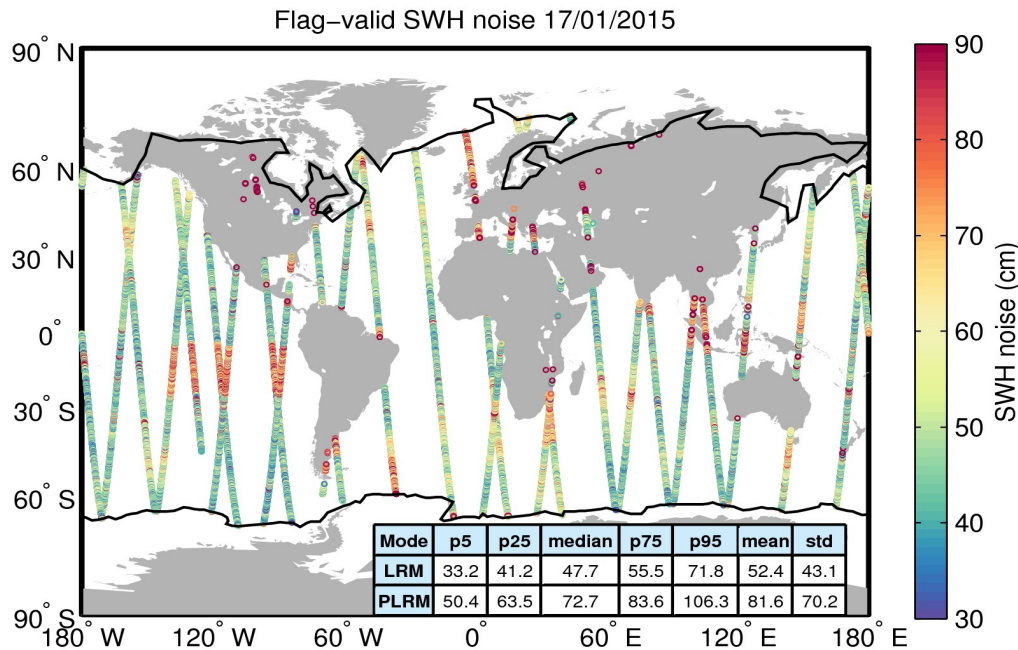 Flag−valid SWH noise 17/01/2015
90° N
60° N
30° N
0°
30° S
60° S
90° S
180° W
120° W
60° W
0°
60° E
120° E
180° E
90
80
70
60
50
40
30
SWH noise (cm)
Mode p5 p25 median p75 p95 mean std
LRM 33.2 41.2 47.7 55.5 71.8 52.4 43.1
PLRM 50.4 63.5 72.7 83.6 106.3 81.6 70.2